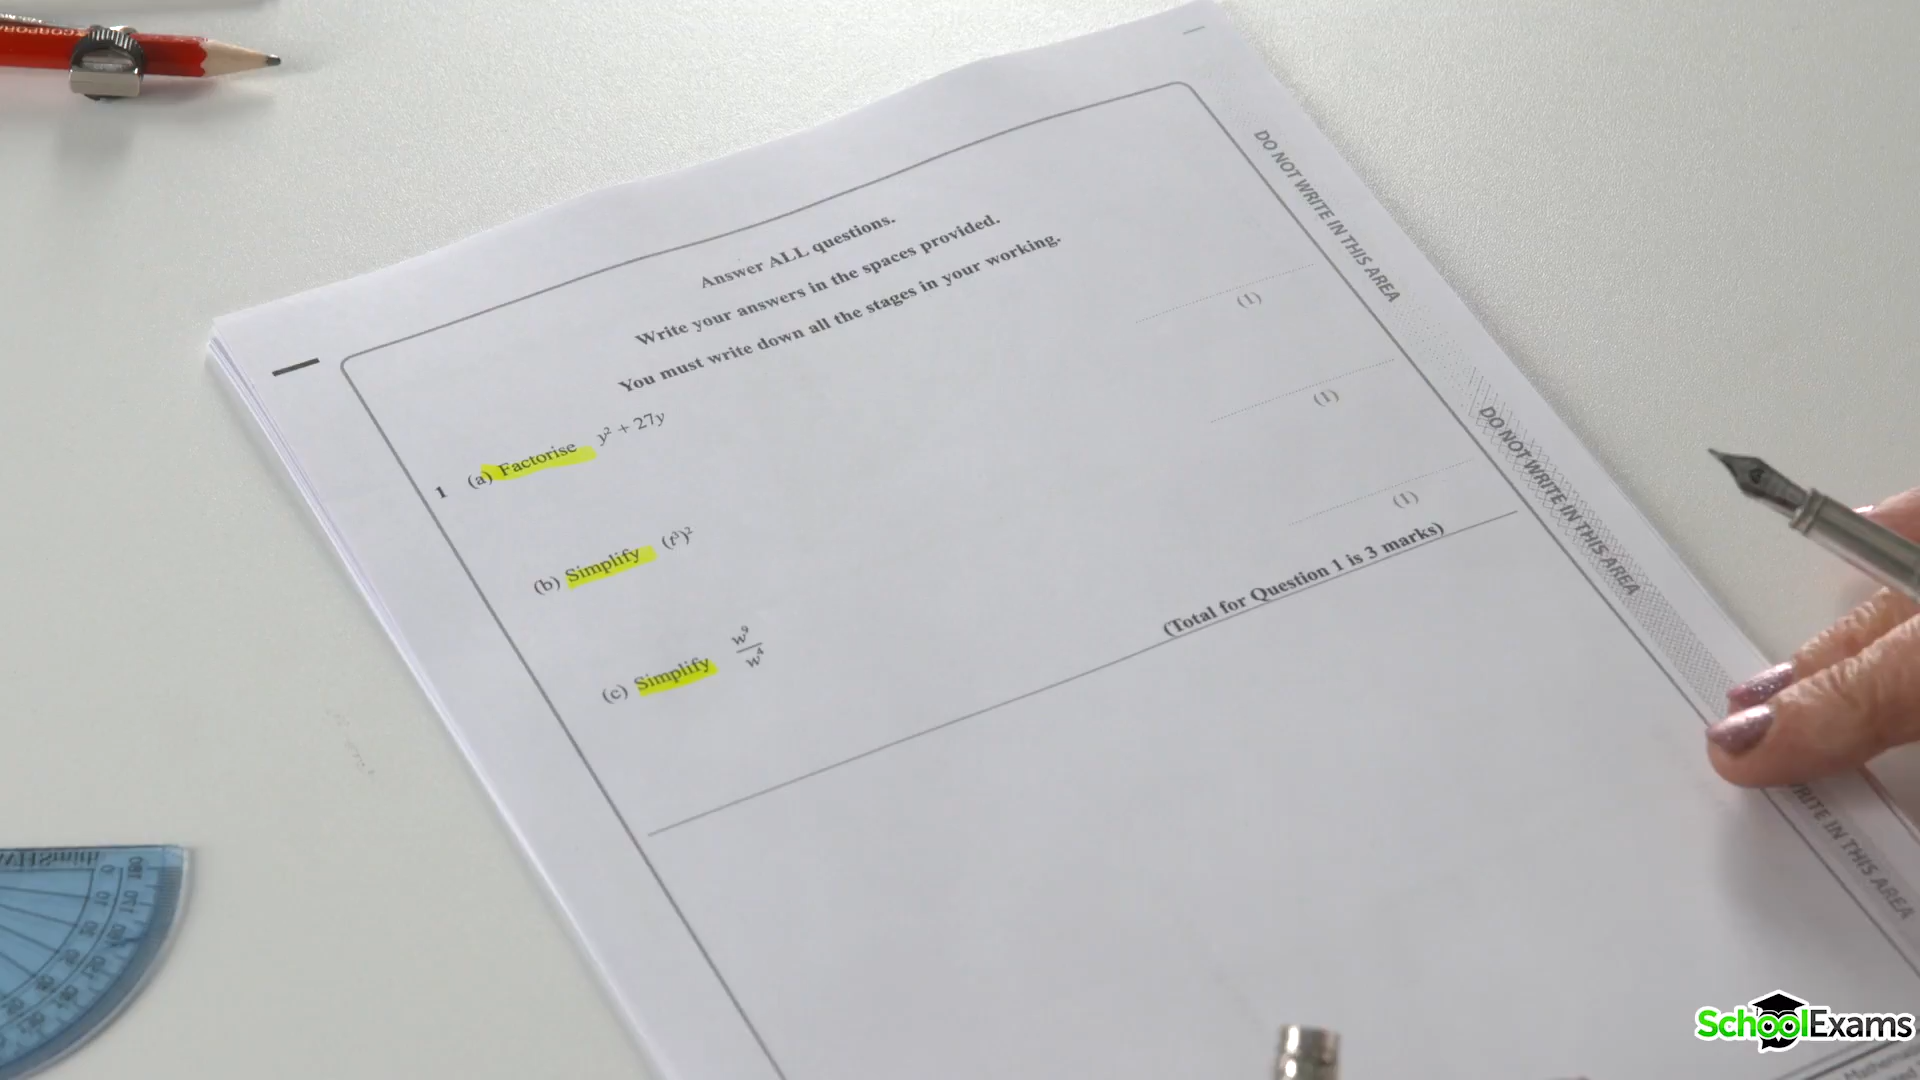 Answer ALL questions.
Write your answers in the spaces provided.
You must write down all the stages in your working.
1 (a) Factorise y² + 27y
(1)
(b) Simplify (t³)²
(1)
(c) Simplify w⁹/w⁴
(1)
(Total for Question 1 is 3 marks)
DO NOT WRITE IN THIS AREA
DO NOT WRITE IN THIS AREA
WRITE IN THIS AREA
WHSmith
SchoolExams